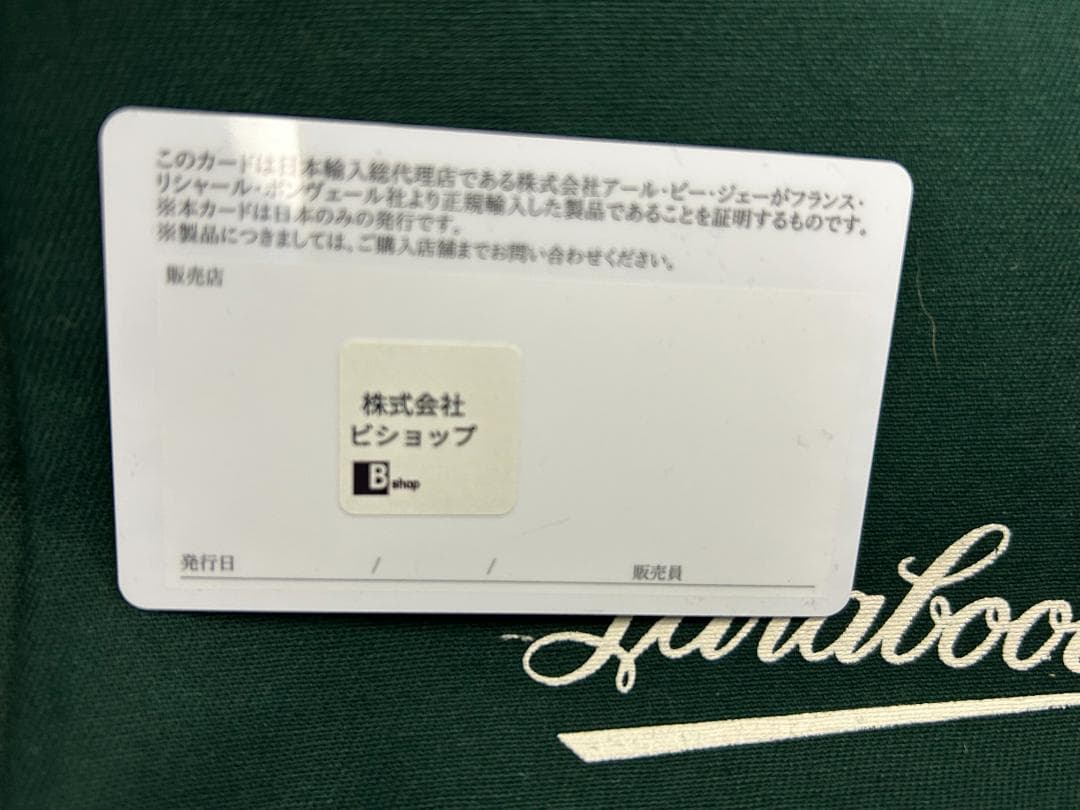 このカードは日本輸入総代理店である株式会社アール・ピー・ジェーがフランス・
リシャール・ポンヴェール社より正規輸入した製品であることを証明するものです。
※本カードは日本のみの発行です。
※製品につきましては、ご購入店舗までお問い合わせください。
販売店
株式会社
ビショップ
B shop
発行日 / / 販売員
Paraboo